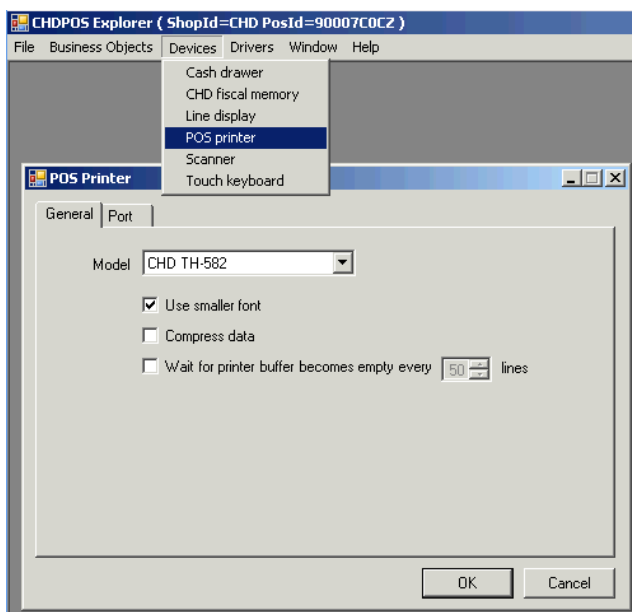 CHDPOS Explorer ( ShopId=CHD PosId=90007C0CZ )
File Business Objects Devices Drivers Window Help
Cash drawer
CHD fiscal memory
Line display
POS printer
Scanner
Touch keyboard
POS Printer
General Port
Model CHD TH-582
Use smaller font
Compress data
Wait for printer buffer becomes empty every 50 lines
OK Cancel